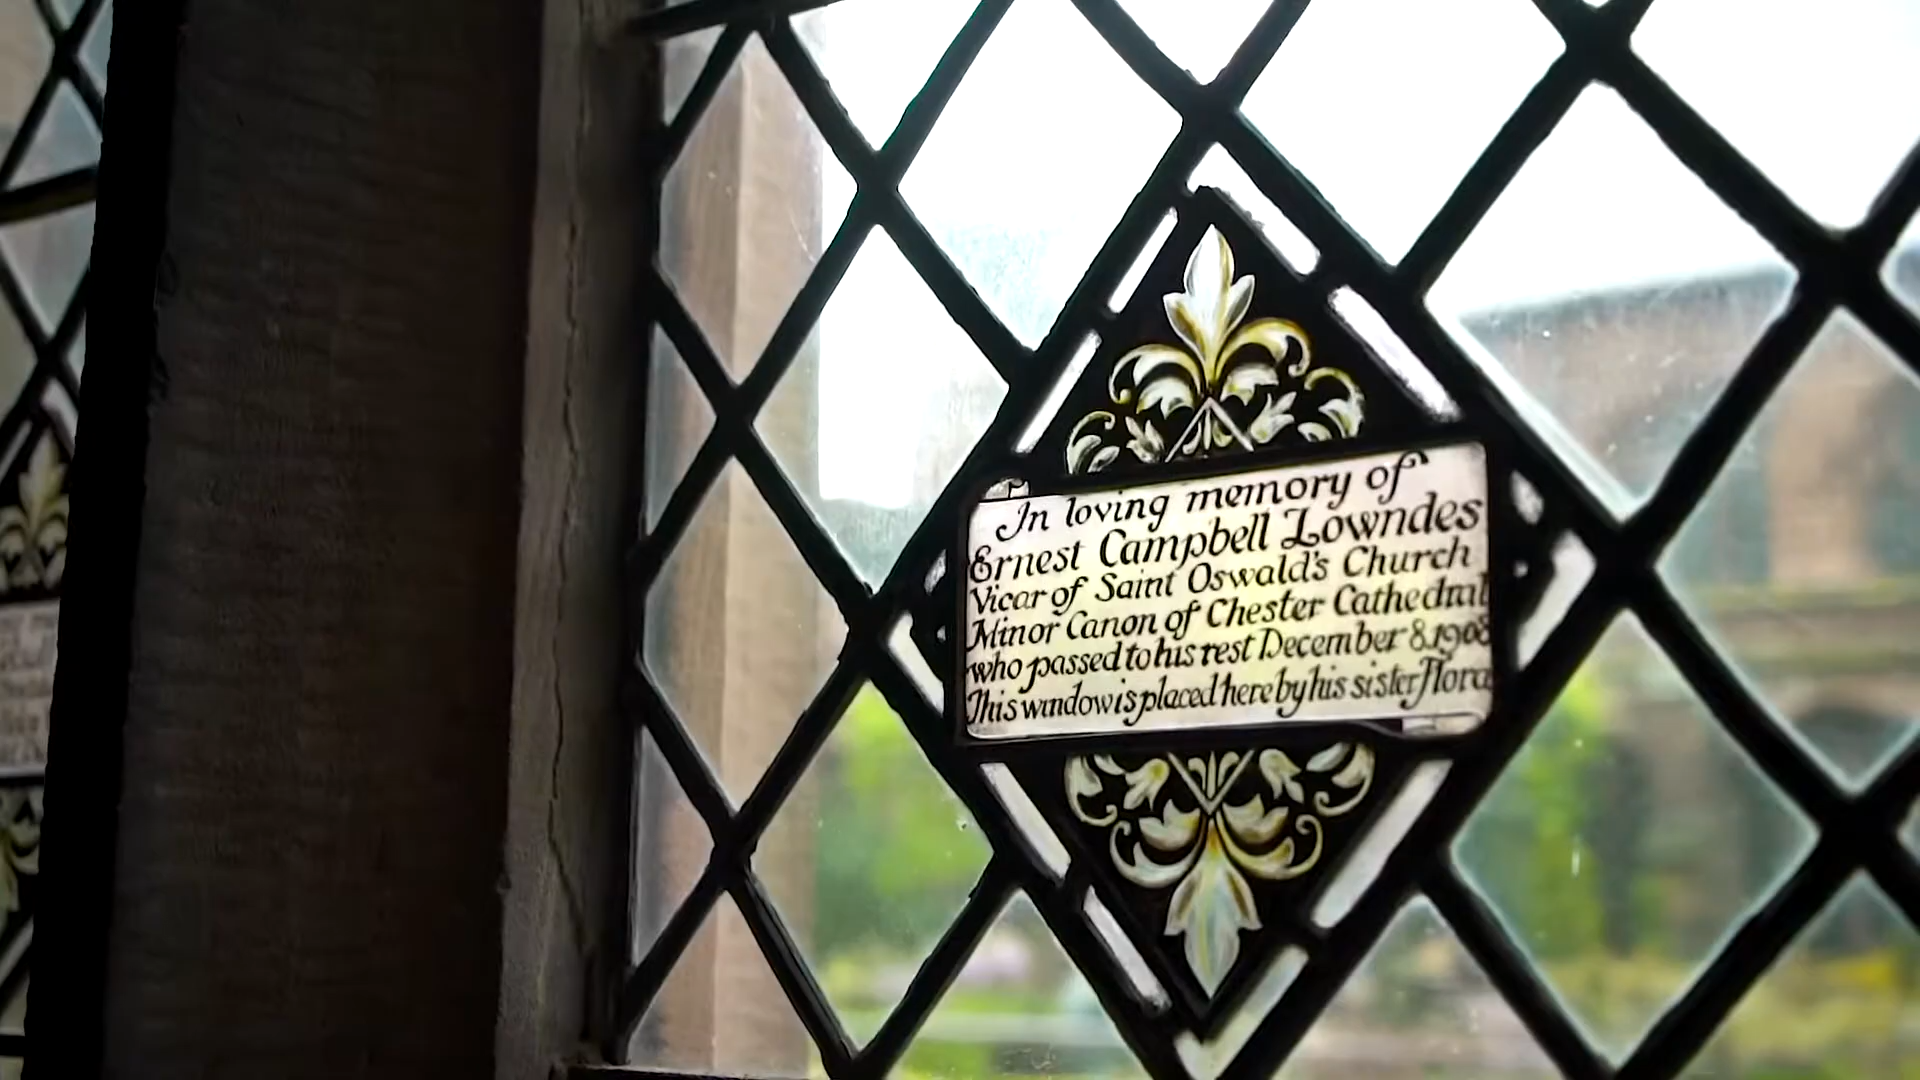 In loving memory of
Ernest Campbell Lowndes
Vicar of Saint Oswald's Church
Minor Canon of Chester Cathedral
who passed to his rest December 8.1908
This window is placed here by his sister Flora